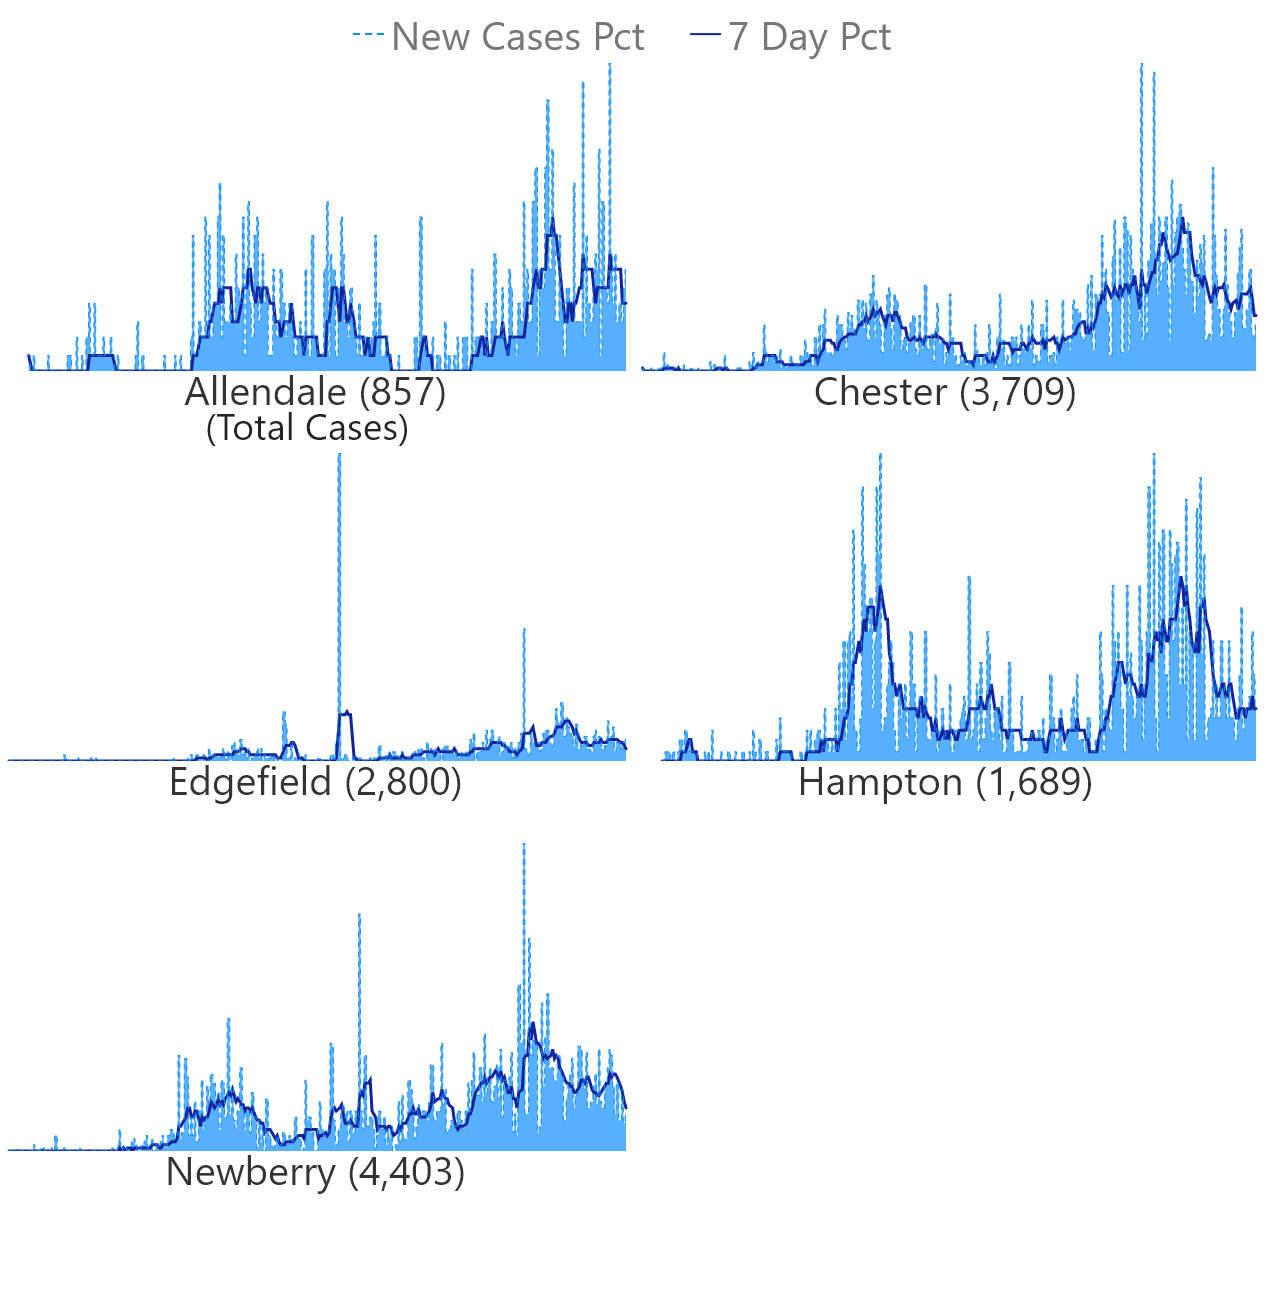 New Cases Pct 7 Day Pct
Allendale (857)
(Total Cases)
Chester (3,709)
Edgefield (2,800)
Hampton (1,689)
Newberry (4,403)